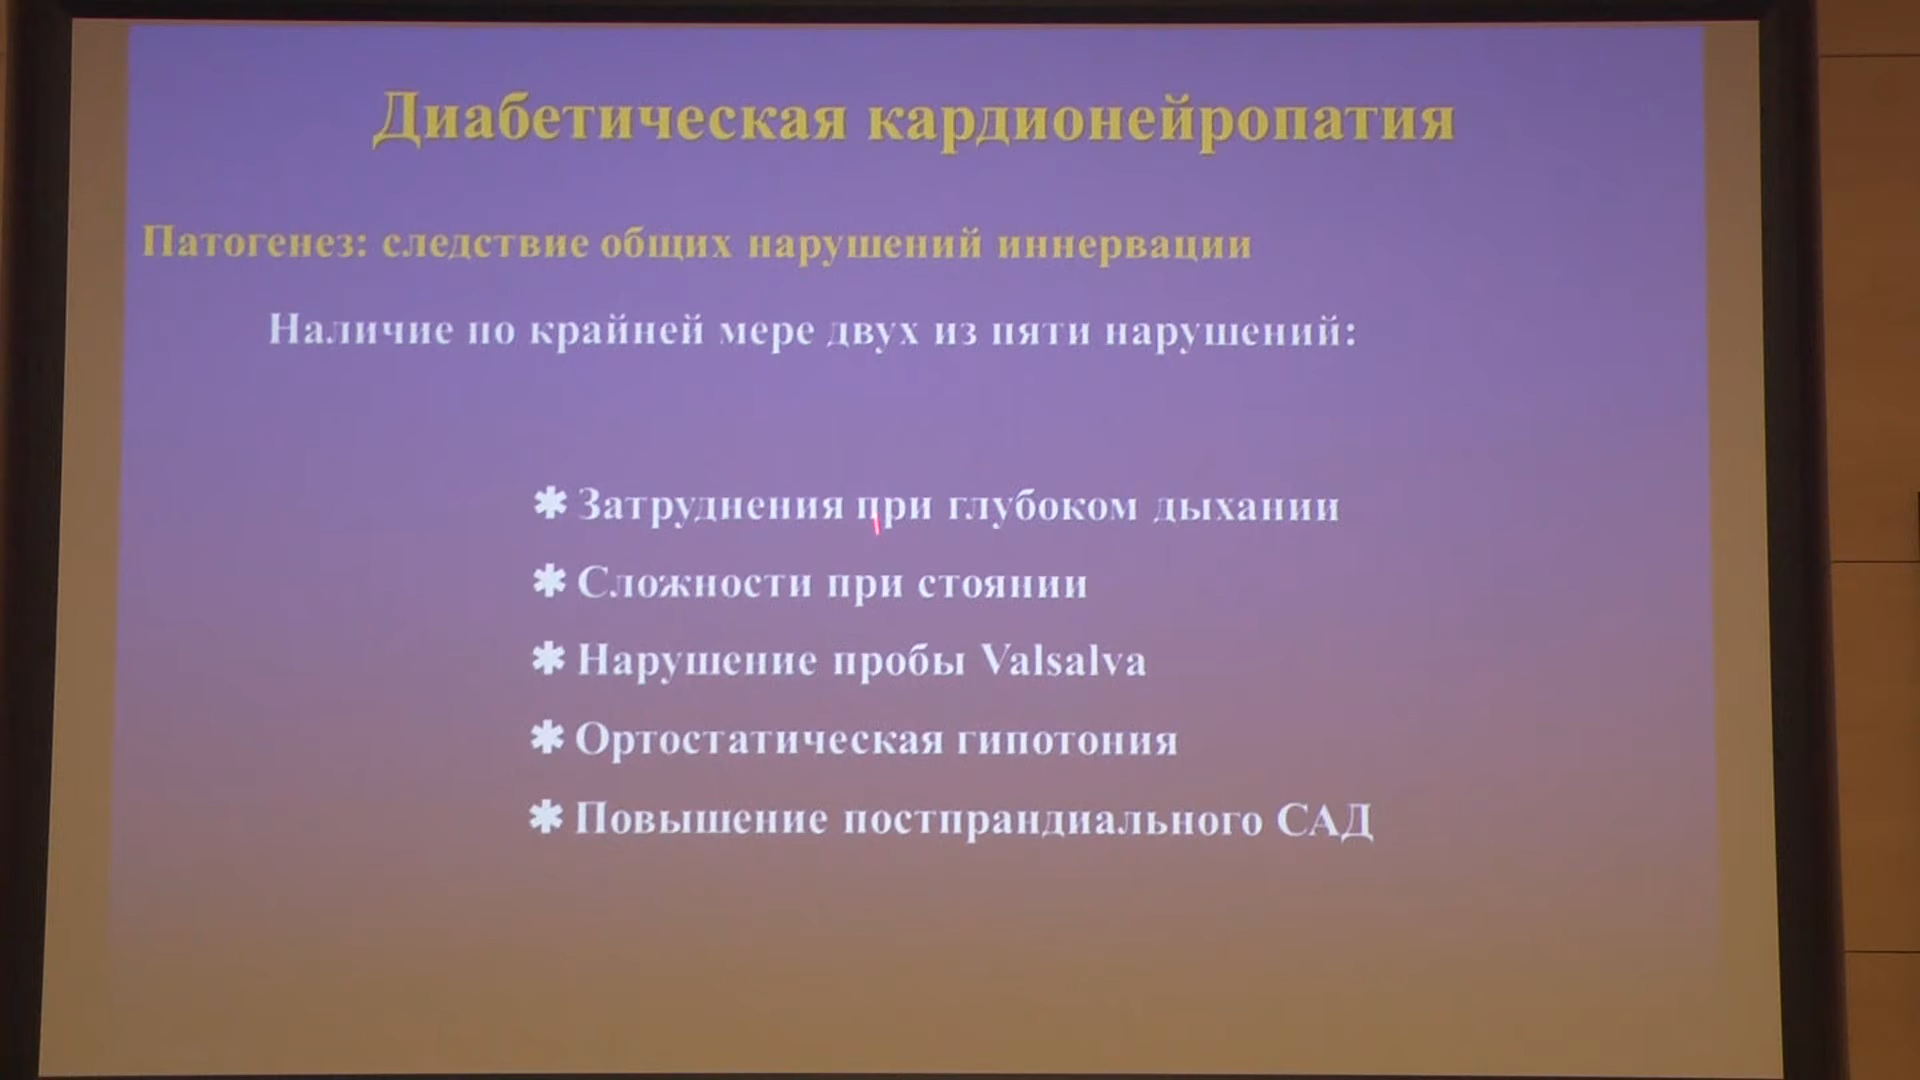 Диабетическая кардионейропатия
Патогенез: следствие общих нарушений иннервации
Наличие по крайней мере двух из пяти нарушений:
✱ Затруднения при глубоком дыхании
✱ Сложности при стоянии
✱ Нарушение пробы Valsalva
✱ Ортостатическая гипотония
✱ Повышение постпрандиального САД